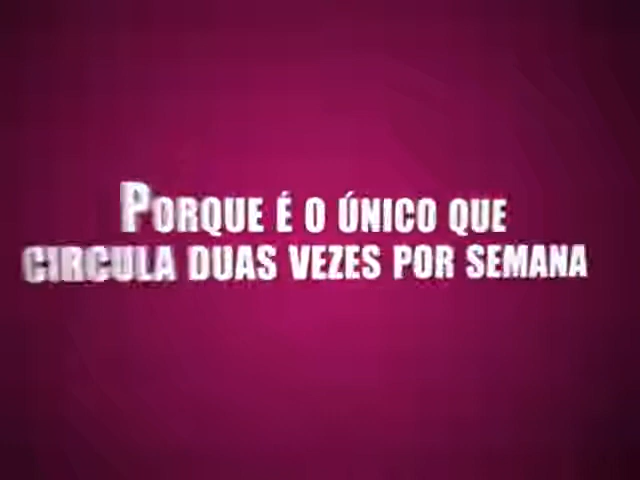 PORQUE É O ÚNICO QUE
CIRCULA DUAS VEZES POR SEMANA